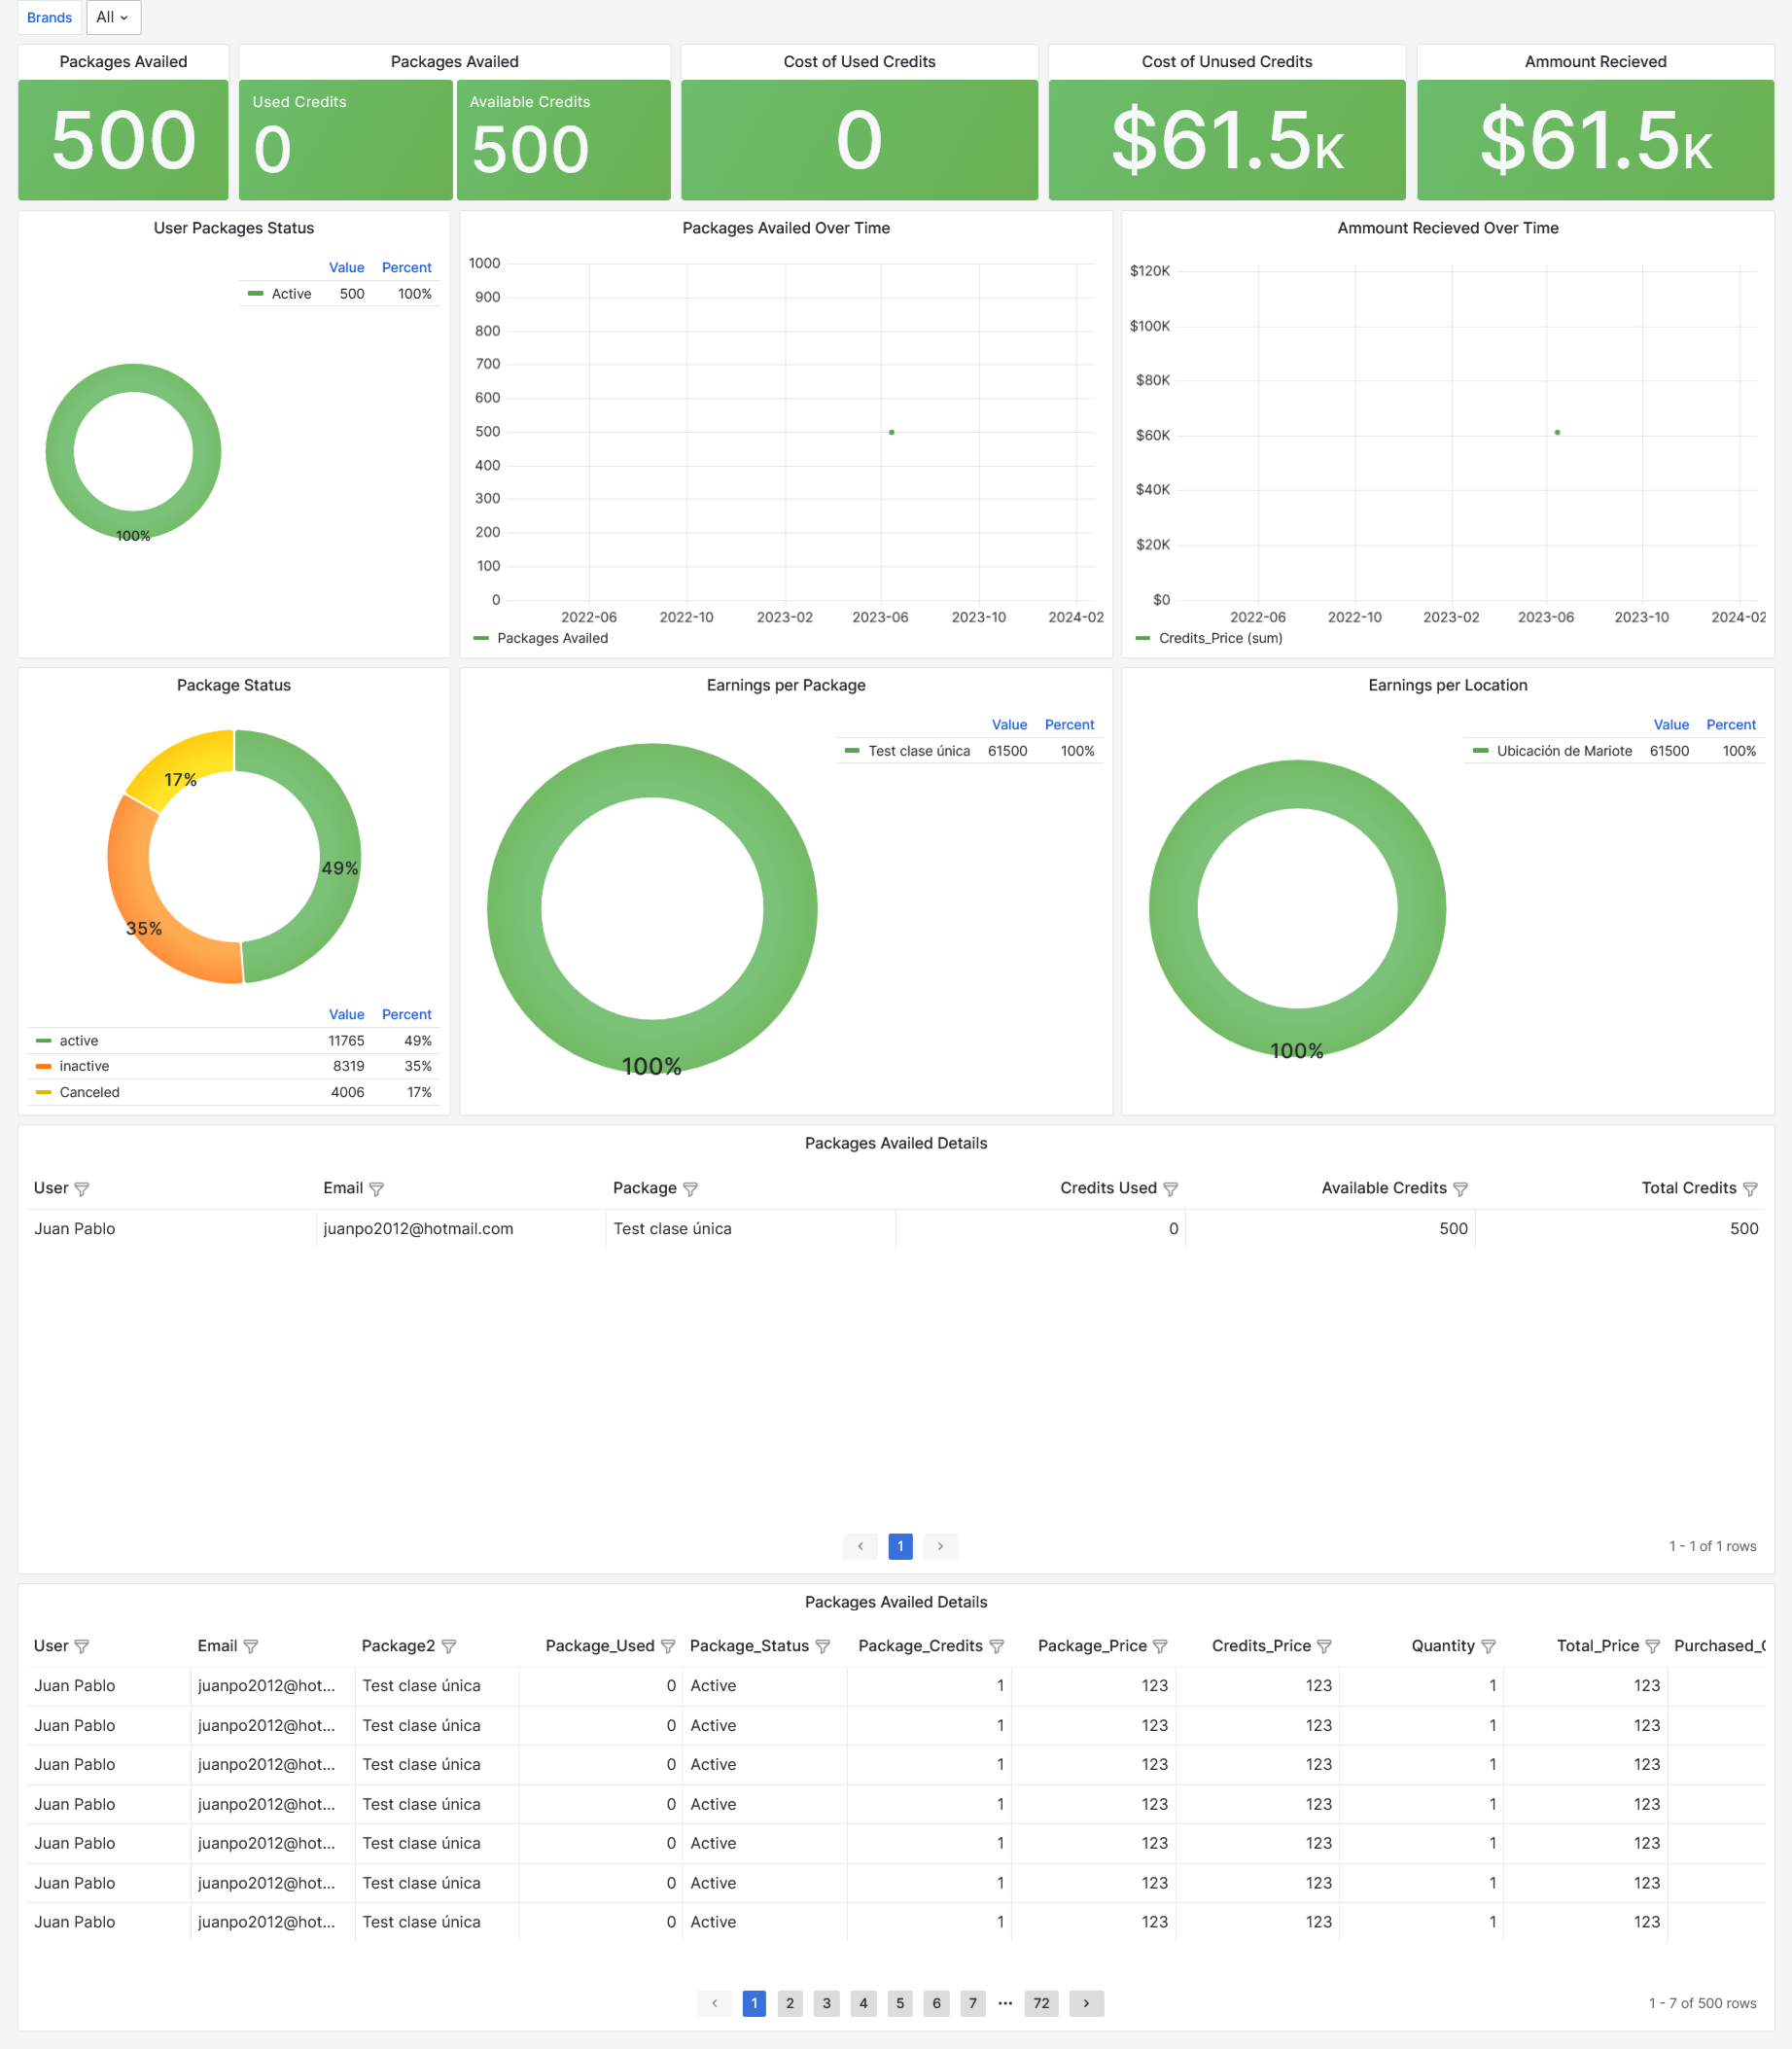 Brands All
Packages Availed
500
Packages Availed
Used Credits
0
Available Credits
500
Cost of Used Credits
0
Cost of Unused Credits
$61.5K
Ammount Recieved
$61.5K
User Packages Status
Value Percent
Active 500 100%
100%
Packages Availed Over Time
1000
900
800
700
600
500
400
300
200
100
0
2022-06 2022-10 2023-02 2023-06 2023-10 2024-02
Packages Availed
Ammount Recieved Over Time
$120K
$100K
$80K
$60K
$40K
$20K
$0
2022-06 2022-10 2023-02 2023-06 2023-10 2024-02
Credits_Price (sum)
Package Status
17%
49%
35%
Value Percent
active 11765 49%
inactive 8319 35%
Canceled 4006 17%
Earnings per Package
Value Percent
Test clase única 61500 100%
100%
Earnings per Location
Value Percent
Ubicación de Mariote 61500 100%
100%
Packages Availed Details
User Email Package Credits Used Available Credits Total Credits
Juan Pablo juanpo2012@hotmail.com Test clase única 0 500 500
1
1 - 1 of 1 rows
Packages Availed Details
User Email Package2 Package_Used Package_Status Package_Credits Package_Price Credits_Price Quantity Total_Price Purchased_
Juan Pablo juanpo2012@hot... Test clase única 0 Active 1 123 123 1 123
Juan Pablo juanpo2012@hot... Test clase única 0 Active 1 123 123 1 123
Juan Pablo juanpo2012@hot... Test clase única 0 Active 1 123 123 1 123
Juan Pablo juanpo2012@hot... Test clase única 0 Active 1 123 123 1 123
Juan Pablo juanpo2012@hot... Test clase única 0 Active 1 123 123 1 123
Juan Pablo juanpo2012@hot... Test clase única 0 Active 1 123 123 1 123
Juan Pablo juanpo2012@hot... Test clase única 0 Active 1 123 123 1 123
1 2 3 4 5 6 7 ••• 72
1 - 7 of 500 rows